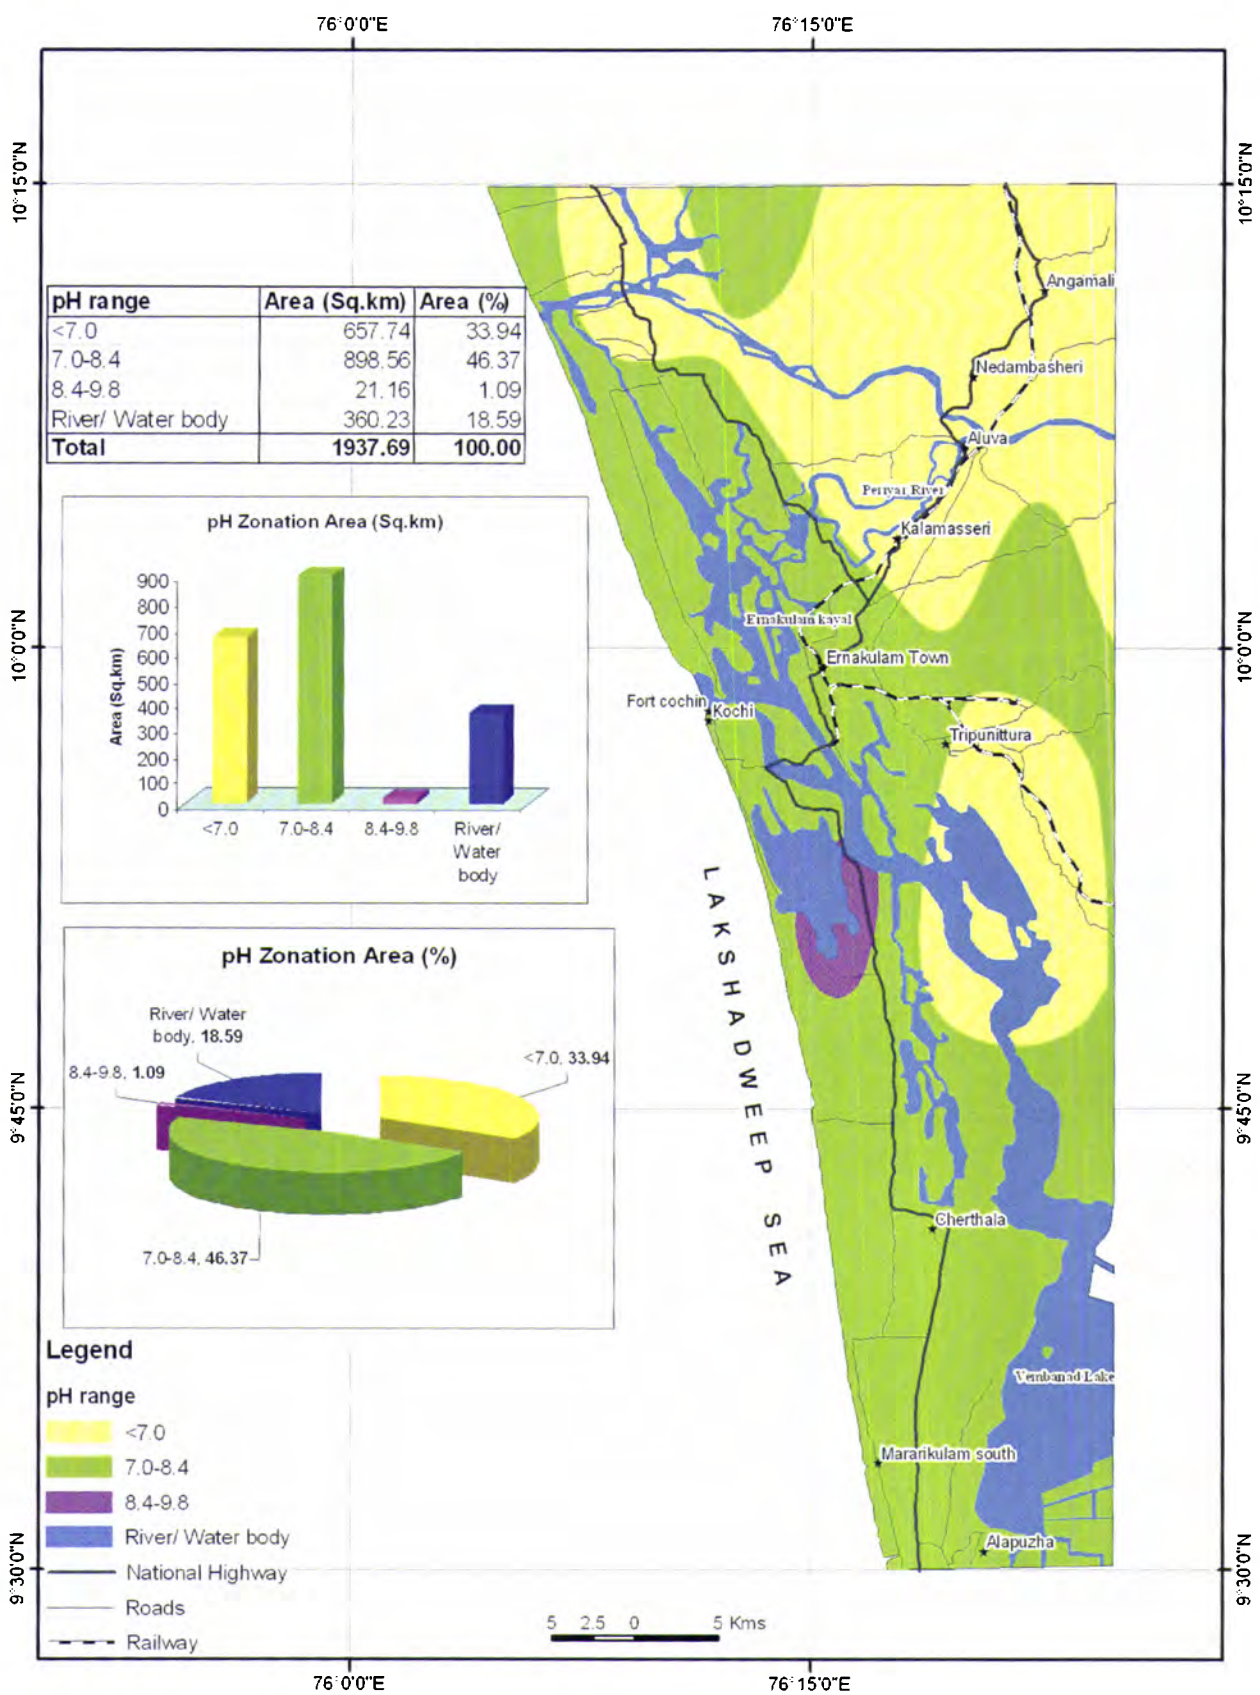 76°0'0"E 76°15'0"E
10°15'0"N 10°15'0"N
pH range Area (Sq.km) Area (%)
<7.0 657.74 33.94
7.0-8.4 898.56 46.37
8.4-9.8 21.16 1.09
River/ Water body 360.23 18.59
Total 1937.69 100.00
Angamali
Nedambasheri
Aluva
Periyar River
Kalamasseri
Ernakulam kayal
Ernakulam Town
Fort cochin
Kochi
Tripunittura
10°0'0"N 10°0'0"N
pH Zonation Area (Sq.km)
Area (Sq.km)
900
800
700
600
500
400
300
200
100
0
<7.0 7.0-8.4 8.4-9.8 River/
Water
body
LAKSHADWEEP SEA
pH Zonation Area (%)
River/ Water
body, 18.59
<7.0, 33.94
8.4-9.8, 1.09
7.0-8.4, 46.37
9°45'0"N 9°45'0"N
Cherthala
Vembanad Lake
Mararikulam south
Alapuzha
Legend
pH range
<7.0
7.0-8.4
8.4-9.8
River/ Water body
National Highway
Roads
Railway
9°30'0"N 9°30'0"N
5 2.5 0 5 Kms
76°0'0"E 76°15'0"E